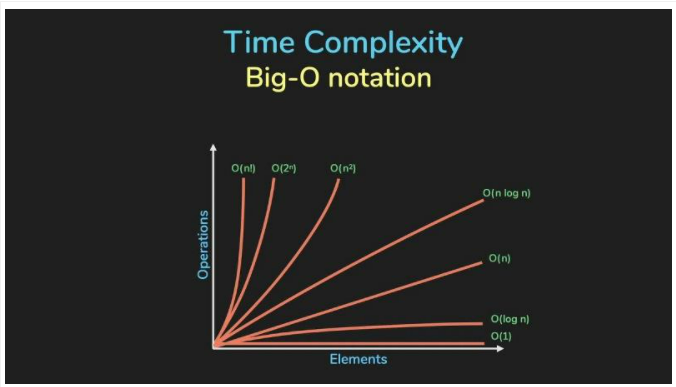 Time Complexity
Big-O notation
O(n!) O(2ⁿ) O(n²)
O(n log n)
O(n)
O(log n)
O(1)
Operations
Elements